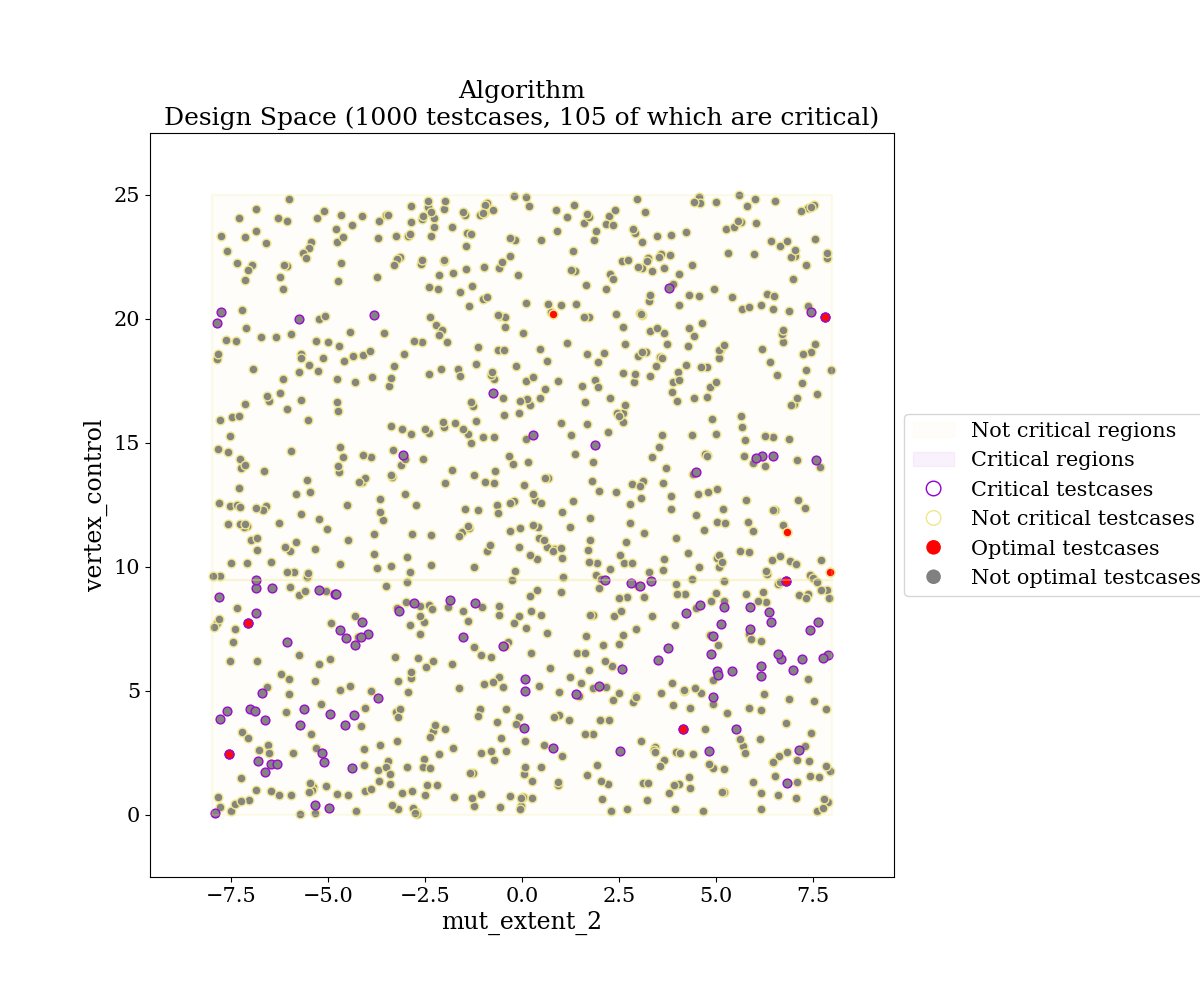 Algorithm
Design Space (1000 testcases, 105 of which are critical)
25
20
15
10
5
0
vertex_control
−7.5 −5.0 −2.5 0.0 2.5 5.0 7.5
mut_extent_2
Not critical regions
Critical regions
Critical testcases
Not critical testcases
Optimal testcases
Not optimal testcases